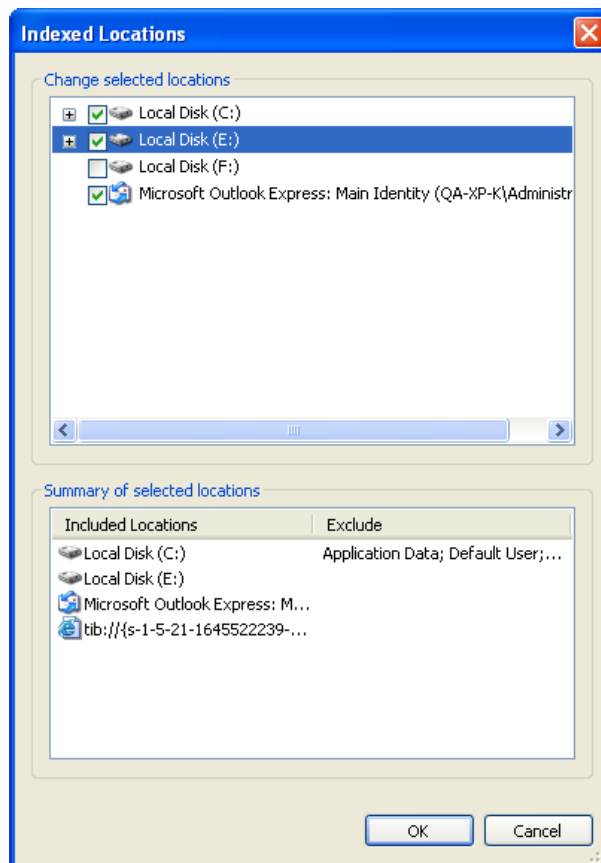 Indexed Locations
Change selected locations
Local Disk (C:)
Local Disk (E:)
Local Disk (F:)
Microsoft Outlook Express: Main Identity (QA-XP-K\Administr
Summary of selected locations
Included Locations Exclude
Local Disk (C:) Application Data; Default User;...
Local Disk (E:)
Microsoft Outlook Express: M...
tib://{s-1-5-21-1645522239-...
OK Cancel